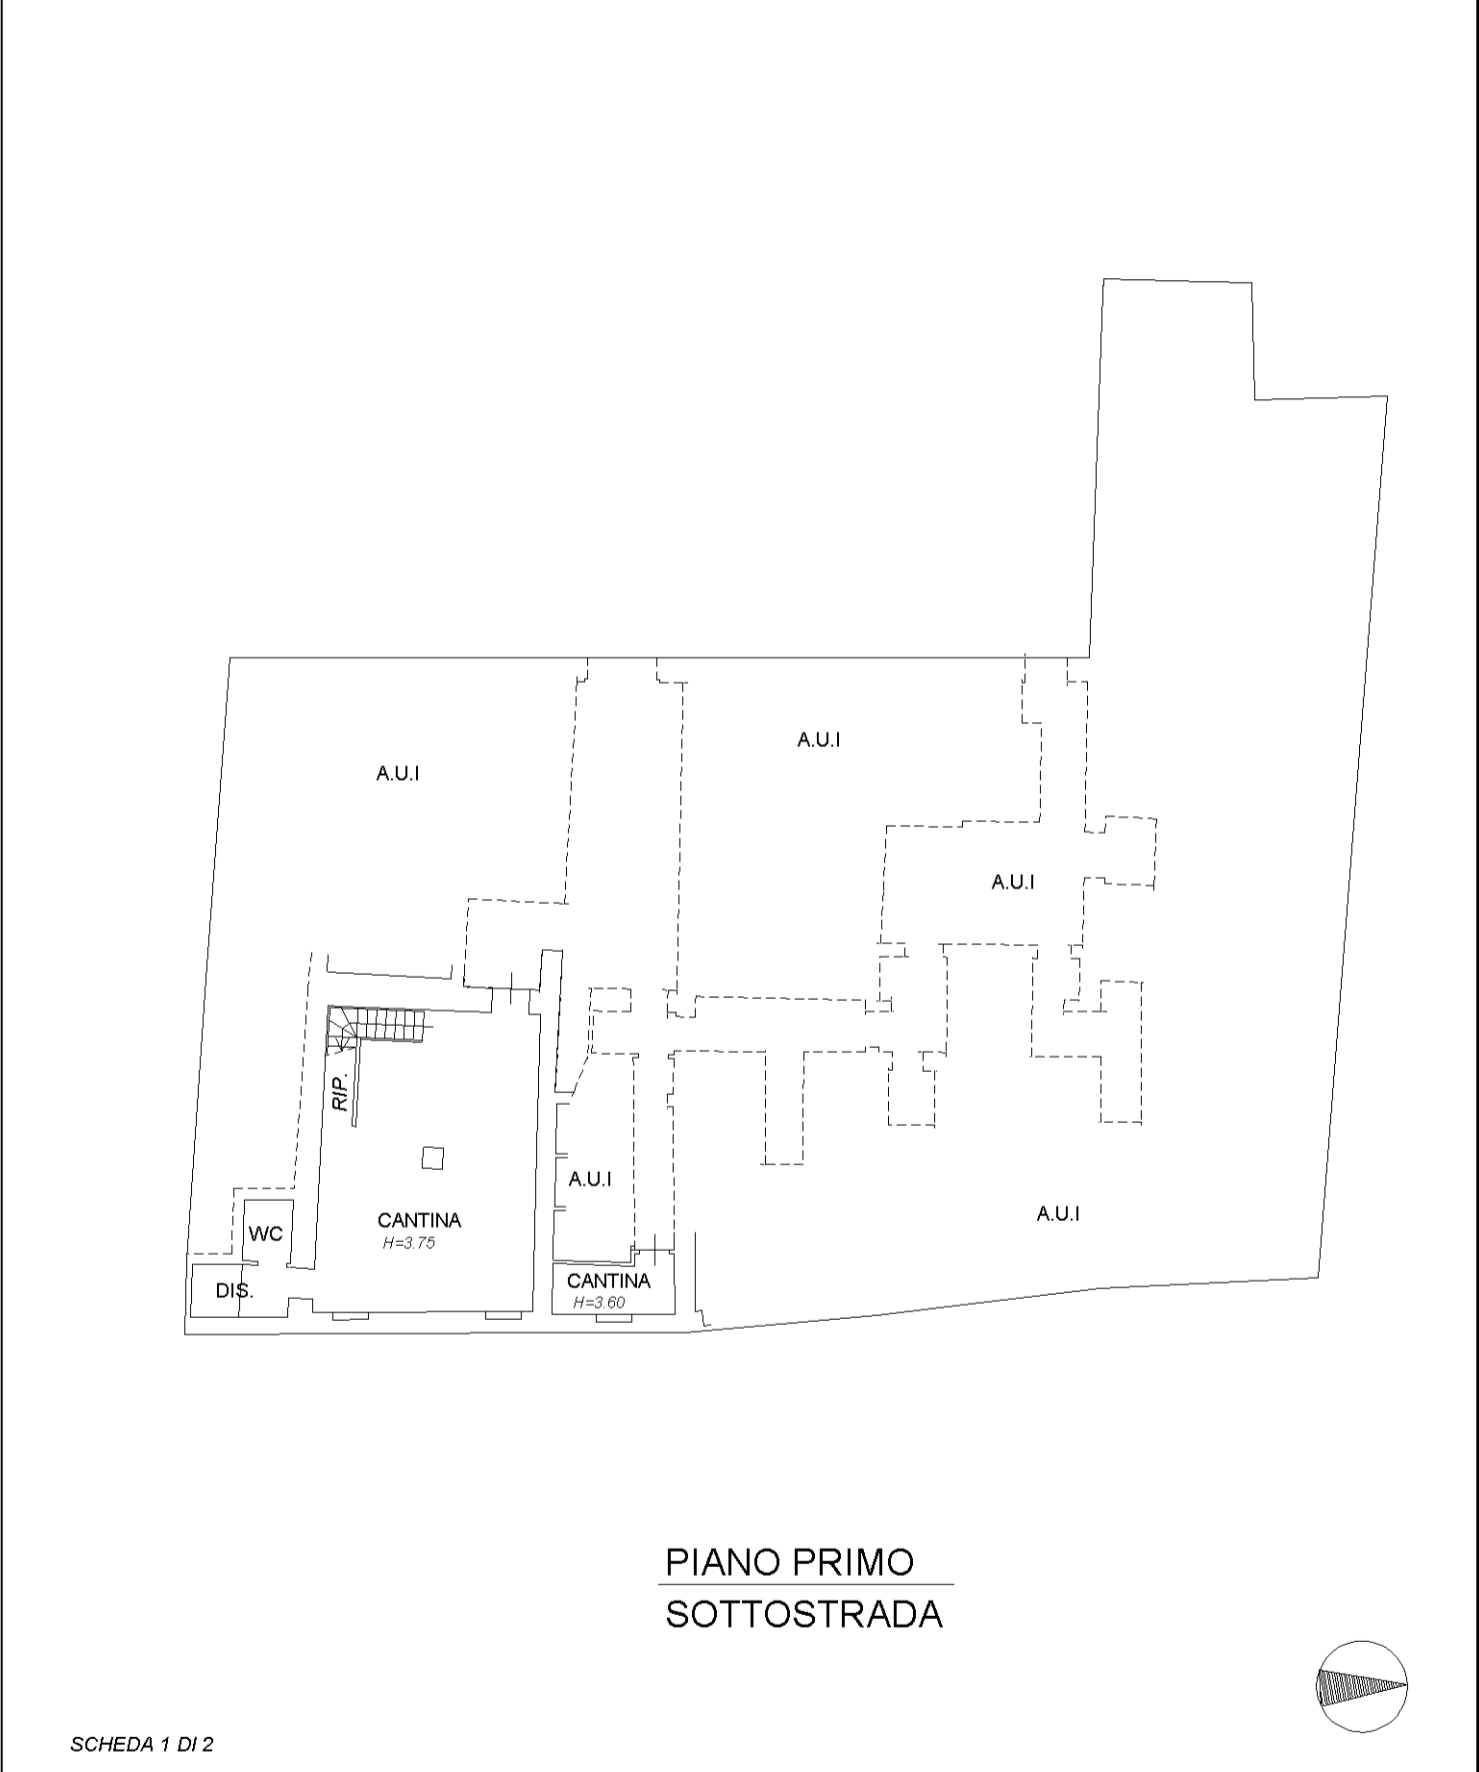 A.U.I
A.U.I
A.U.I
RIP.
A.U.I
A.U.I
CANTINA
H=3.75
WC
CANTINA
H=3.60
DIS.
PIANO PRIMO
SOTTOSTRADA
SCHEDA 1 DI 2